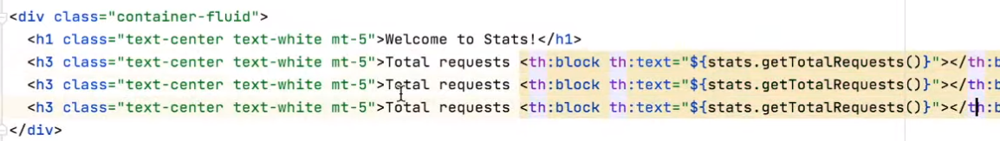 <div class="container-fluid">
<h1 class="text-center text-white mt-5">Welcome to Stats!</h1>
<h3 class="text-center text-white mt-5">Total requests <th:block th:text="${stats.getTotalRequests()}"></th:b
<h3 class="text-center text-white mt-5">Total requests <th:block th:text="${stats.getTotalRequests()}"></th:b
<h3 class="text-center text-white mt-5">Total requests <th:block th:text="${stats.getTotalRequests()}"></th:b
</div>